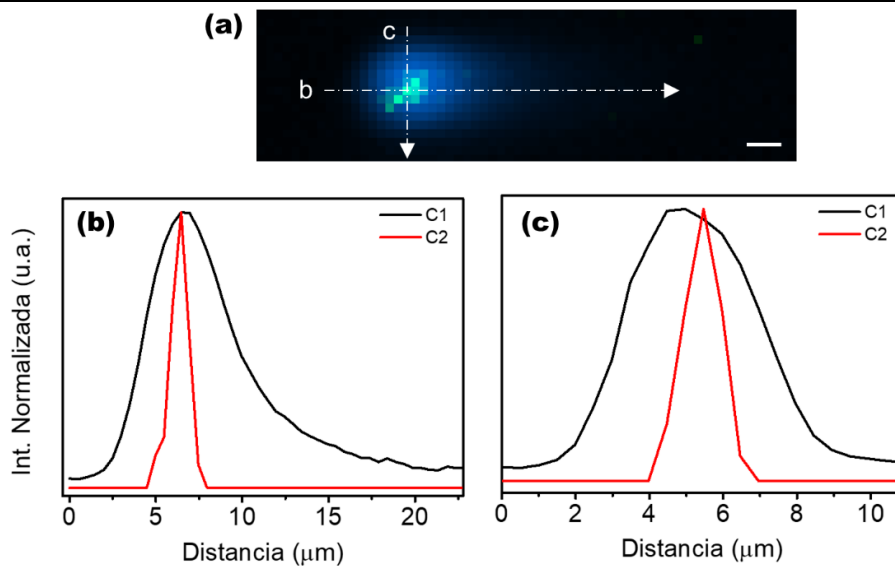 (a)
c
b
(b)
C1
C2
(c)
C1
C2
Int. Normalizada (u.a.)
0 5 10 15 20
0 2 4 6 8 10
Distancia (μm)
Distancia (μm)